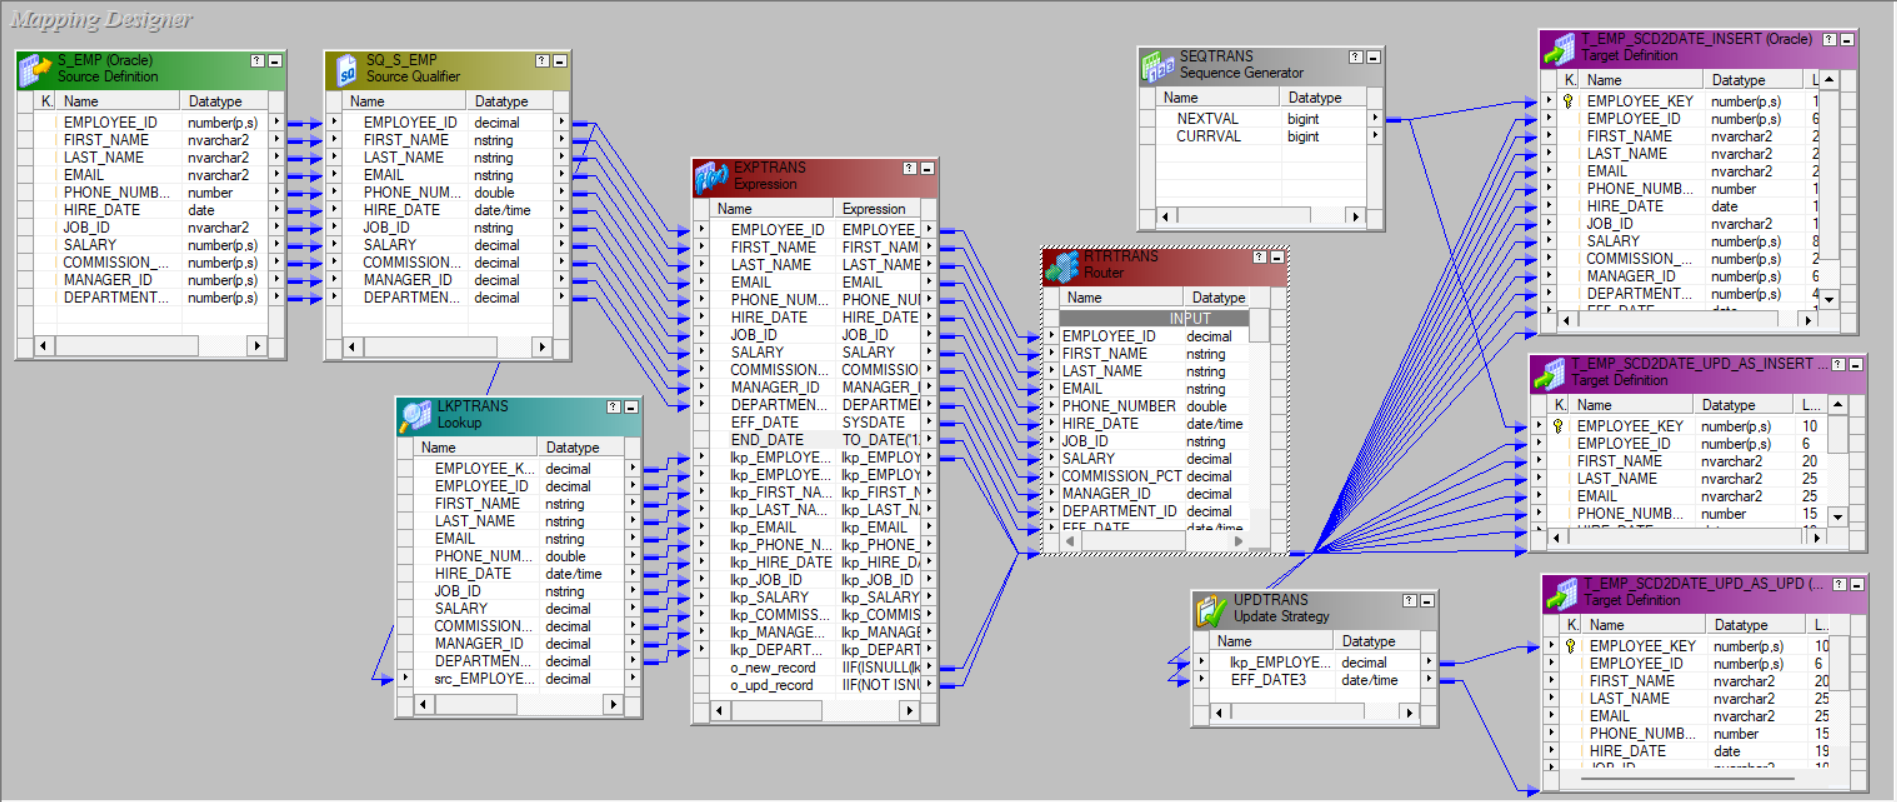 Mapping Designer
S_EMP (Oracle)
Source Definition
K. Name Datatype
EMPLOYEE_ID number(p,s)
FIRST_NAME nvarchar2
LAST_NAME nvarchar2
EMAIL nvarchar2
PHONE_NUMB... number
HIRE_DATE date
JOB_ID nvarchar2
SALARY number(p,s)
COMMISSION_... number(p,s)
MANAGER_ID number(p,s)
DEPARTMENT... number(p,s)
SQ_S_EMP
Source Qualifier
Name Datatype
EMPLOYEE_ID decimal
FIRST_NAME nstring
LAST_NAME nstring
EMAIL nstring
PHONE_NUM... double
HIRE_DATE date/time
JOB_ID nstring
SALARY decimal
COMMISSION... decimal
MANAGER_ID decimal
DEPARTMEN... decimal
LKPTRANS
Lookup
Name Datatype
EMPLOYEE_K... decimal
EMPLOYEE_ID decimal
FIRST_NAME nstring
LAST_NAME nstring
EMAIL nstring
PHONE_NUM... double
HIRE_DATE date/time
JOB_ID nstring
SALARY decimal
COMMISSION... decimal
MANAGER_ID decimal
DEPARTMEN... decimal
src_EMPLOYE... decimal
EXPTRANS
Expression
Name Expression
EMPLOYEE_ID EMPLOYEE_
FIRST_NAME FIRST_NAM
LAST_NAME LAST_NAME
EMAIL EMAIL
PHONE_NUM... PHONE_NUI
HIRE_DATE HIRE_DATE
JOB_ID JOB_ID
SALARY SALARY
COMMISSION... COMMISSIO
MANAGER_ID MANAGER_I
DEPARTMEN... DEPARTMEI
EFF_DATE SYSDATE
END_DATE TO_DATE('1
lkp_EMPLOYE... lkp_EMPLOY
lkp_EMPLOYE... lkp_EMPLOY
lkp_FIRST_NA... lkp_FIRST_N
lkp_LAST_NA... lkp_LAST_N
lkp_EMAIL lkp_EMAIL
lkp_PHONE_N... lkp_PHONE_
lkp_HIRE_DATE lkp_HIRE_D
lkp_JOB_ID lkp_JOB_ID
lkp_SALARY lkp_SALARY
lkp_COMMISS... lkp_COMMIS
lkp_MANAGE... lkp_MANAGE
lkp_DEPART... lkp_DEPART
o_new_record IIF(ISNULL(lk
o_upd_record IIF(NOT ISNU
SEQTRANS
Sequence Generator
Name Datatype
NEXTVAL bigint
CURRVAL bigint
RTRTRANS
Router
Name Datatype
INPUT
EMPLOYEE_ID decimal
FIRST_NAME nstring
LAST_NAME nstring
EMAIL nstring
PHONE_NUMBER double
HIRE_DATE date/time
JOB_ID nstring
SALARY decimal
COMMISSION_PCT decimal
MANAGER_ID decimal
DEPARTMENT_ID decimal
EFF_DATE date/time
UPDTRANS
Update Strategy
Name Datatype
lkp_EMPLOYE... decimal
EFF_DATE3 date/time
T_EMP_SCD2DATE_INSERT (Oracle)
Target Definition
K. Name Datatype L
EMPLOYEE_KEY number(p,s) 1
EMPLOYEE_ID number(p,s) 6
FIRST_NAME nvarchar2 2
LAST_NAME nvarchar2 2
EMAIL nvarchar2 2
PHONE_NUMB... number 1
HIRE_DATE date 1
JOB_ID nvarchar2 1
SALARY number(p,s) 8
COMMISSION_... number(p,s) 2
MANAGER_ID number(p,s) 6
DEPARTMENT... number(p,s) 4
EFF_DATE date
T_EMP_SCD2DATE_UPD_AS_INSERT ...
Target Definition
K. Name Datatype L...
EMPLOYEE_KEY number(p,s) 10
EMPLOYEE_ID number(p,s) 6
FIRST_NAME nvarchar2 20
LAST_NAME nvarchar2 25
EMAIL nvarchar2 25
PHONE_NUMB... number 15
T_EMP_SCD2DATE_UPD_AS_UPD (...
Target Definition
K. Name Datatype L.
EMPLOYEE_KEY number(p,s) 10
EMPLOYEE_ID number(p,s) 6
FIRST_NAME nvarchar2 20
LAST_NAME nvarchar2 25
EMAIL nvarchar2 25
PHONE_NUMB... number 15
HIRE_DATE date 19
JOB_ID nvarchar2 10